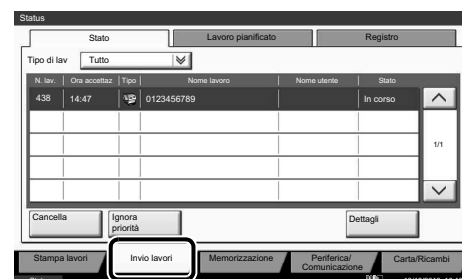 Status
Stato Lavoro pianificato Registro
Tipo di lav Tutto
N. lav. Ora accettaz Tipo Nome lavoro Nome utente Stato
438 14:47 0123456789 In corso
1/1
Cancella Ignora priorità Dettagli
Stampa lavori Invio lavori Memorizzazione Periferica/ Comunicazione Carta/Ricambi